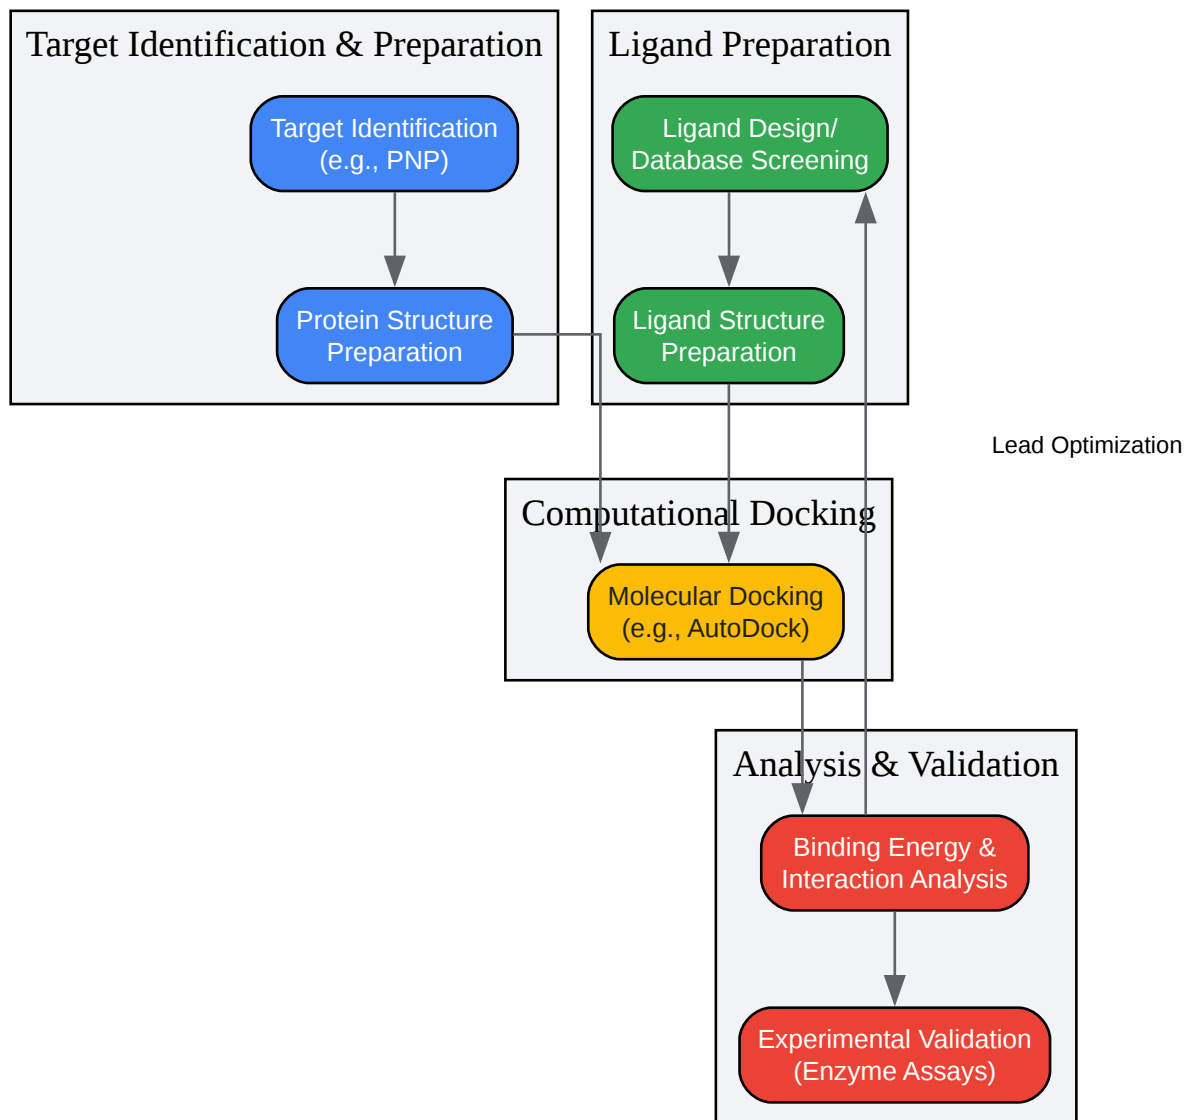 Target Identification & Preparation
Target Identification
(e.g., PNP)
Protein Structure
Preparation
Ligand Preparation
Ligand Design/
Database Screening
Ligand Structure
Preparation
Lead Optimization
Computational Docking
Molecular Docking
(e.g., AutoDock)
Analysis & Validation
Binding Energy &
Interaction Analysis
Experimental Validation
(Enzyme Assays)